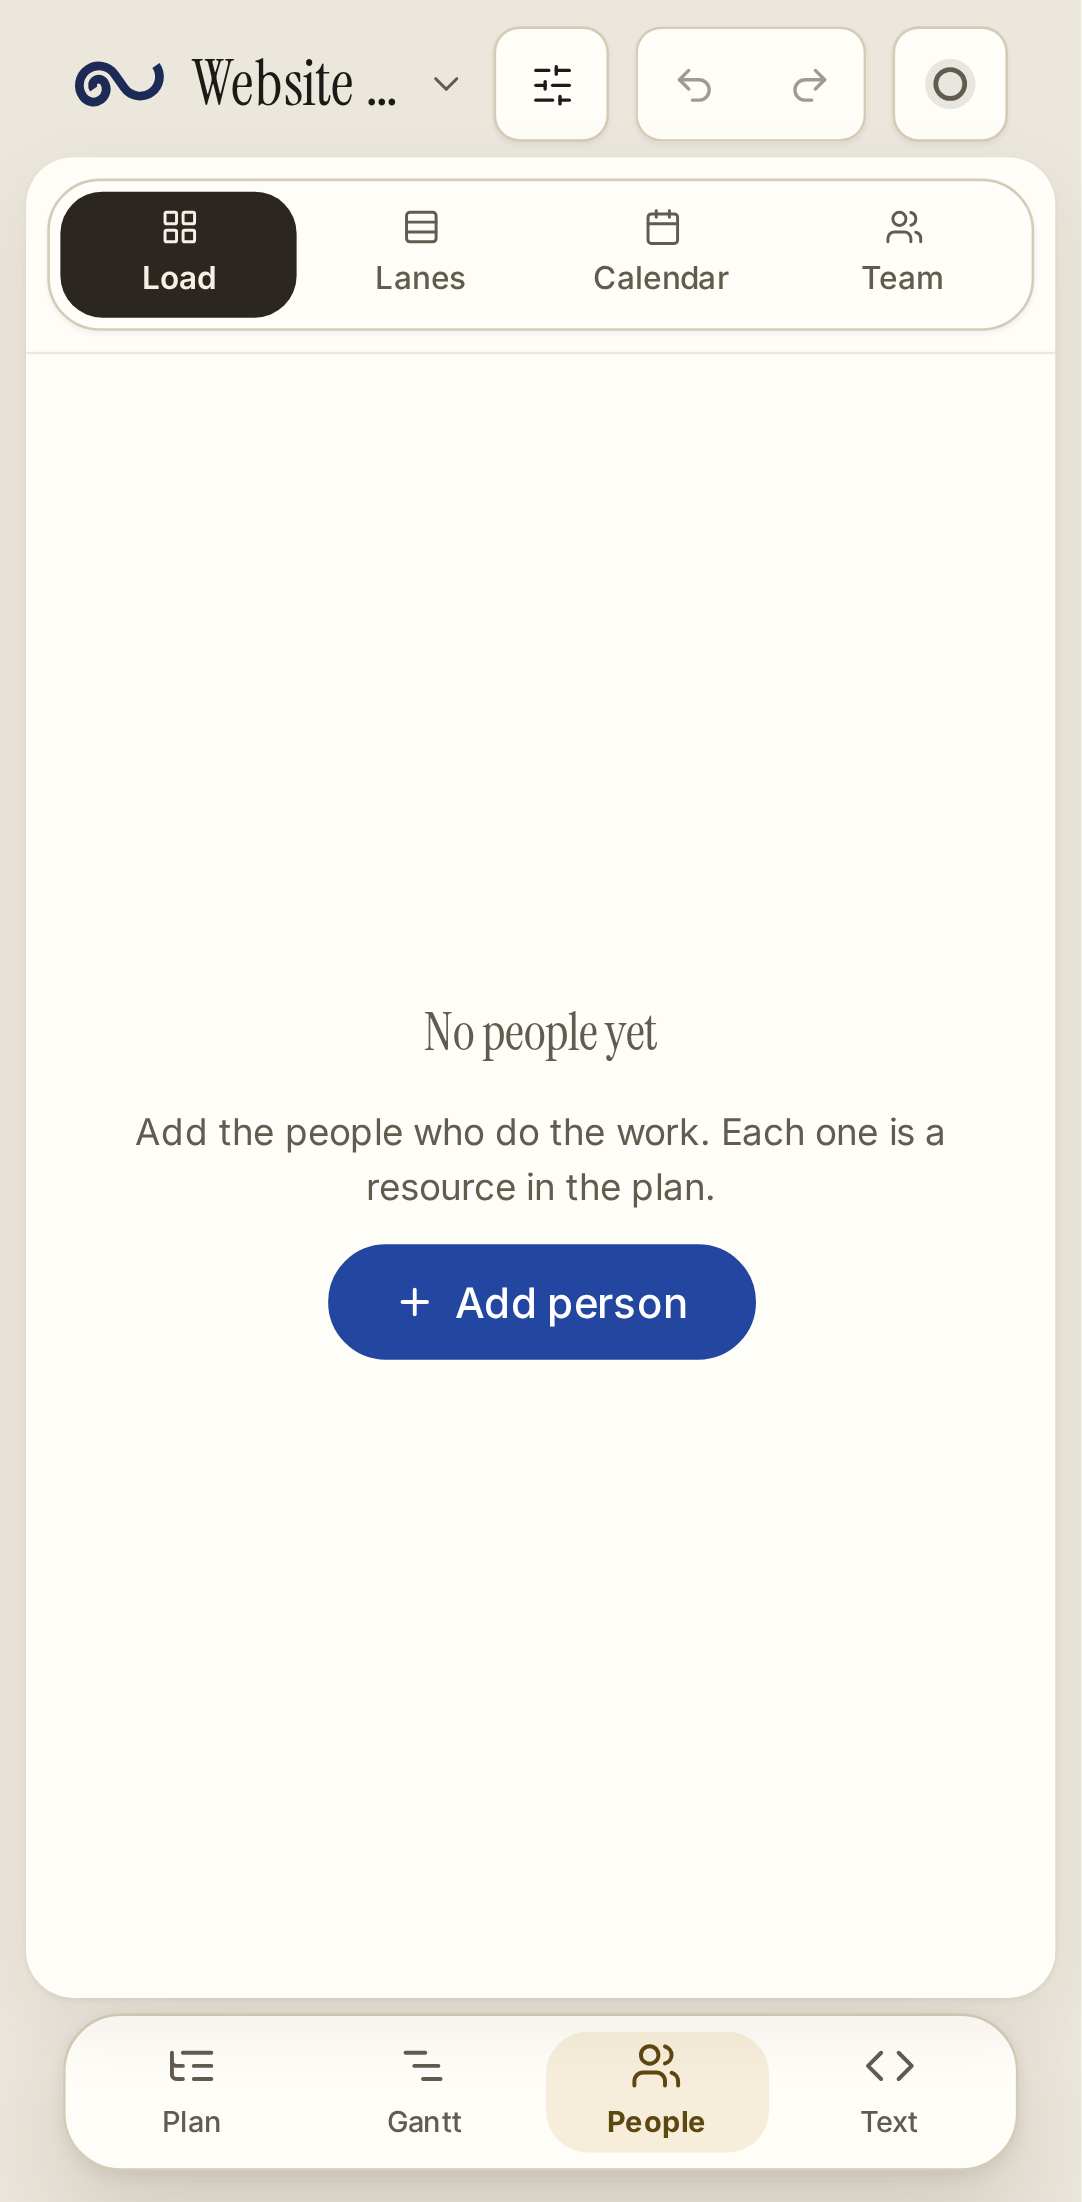 Website ...
Load
Lanes
Calendar
Team
No people yet
Add the people who do the work. Each one is a
resource in the plan.
Add person
Plan
Gantt
People
Text